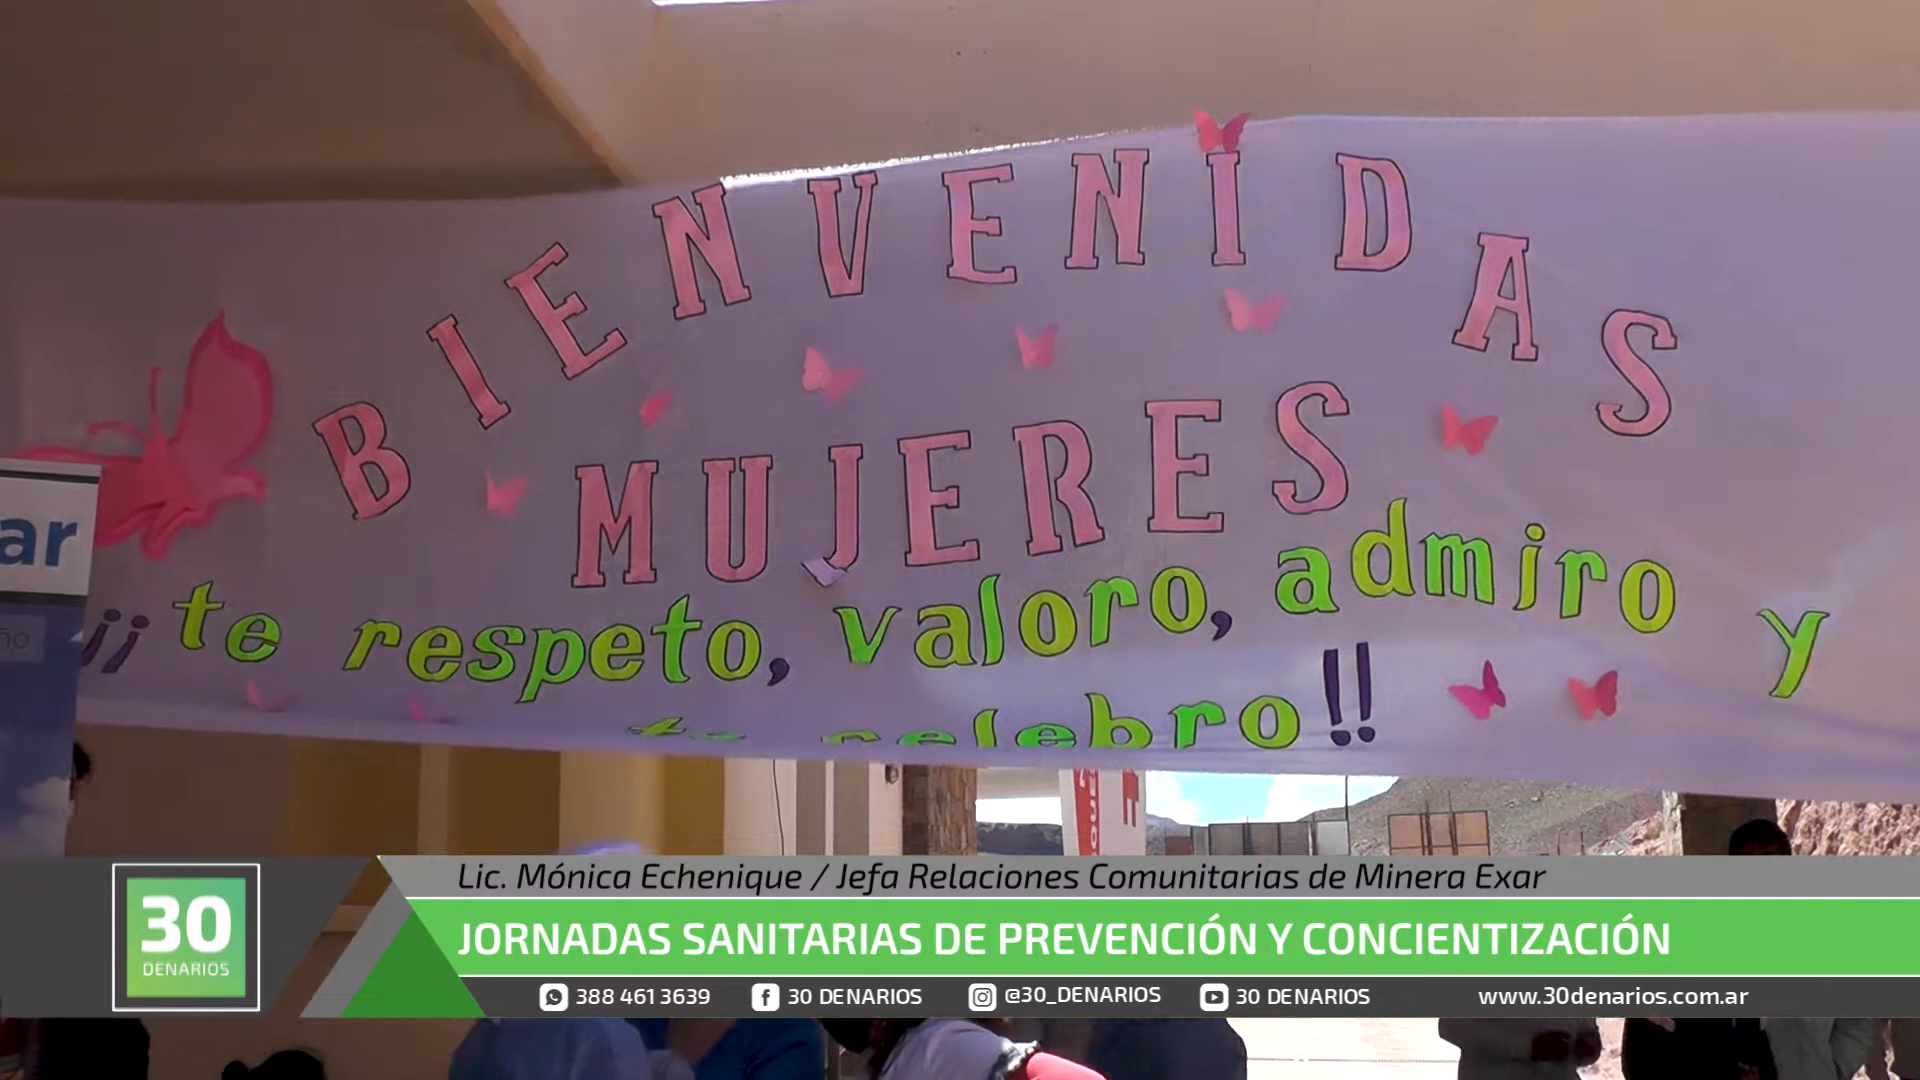 BIENVENIDAS
MUJERES
¡¡te respeto, valoro, admiro y
te celebro!!
ar
ño
Lic. Mónica Echenique / Jefa Relaciones Comunitarias de Minera Exar
JORNADAS SANITARIAS DE PREVENCIÓN Y CONCIENTIZACIÓN
30
DENARIOS
388 461 3639 30 DENARIOS @30_DENARIOS 30 DENARIOS www.30denarios.com.ar